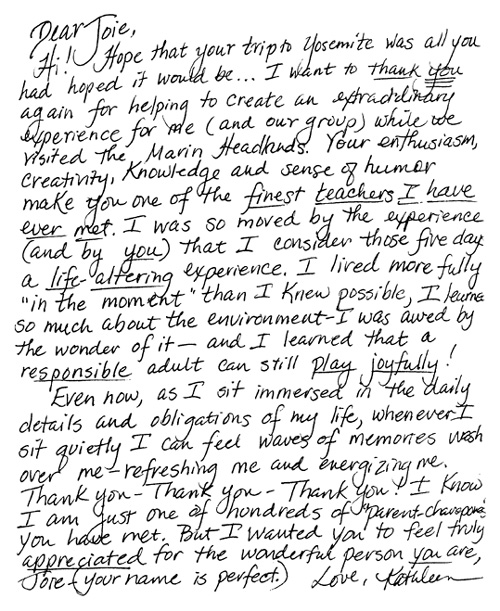 Dear Joie,
Hi! Hope that your trip to Yosemite was all you
had hoped it would be... I want to thank you
again for helping to create an extraordinary
experience for me (and our group) while we
visited the Marin Headlands. Your enthusiasm,
creativity, Knowledge and sense of humor
make you one of the finest teachers I have
ever met. I was so moved by the experience
(and by you) that I consider those five day
a life-altering experience. I lived more fully
"in the moment" than I Knew possible, I learne
so much about the environment-I was awed by
the wonder of it— and I learned that a
responsible adult can still play joyfully!
Even now, as I sit immersed in the daily
details and obligations of my life, whenever I
sit quietly I can feel waves of memories wash
over me—refreshing me and energizing me.
Thank you - Thank you - Thank you! I Know
I am just one of hundreds of "parent-chaperones"
you have met. But I wanted you to feel truly
appreciated for the wonderful person you are,
Joie (your name is perfect.) Love, Kathleen